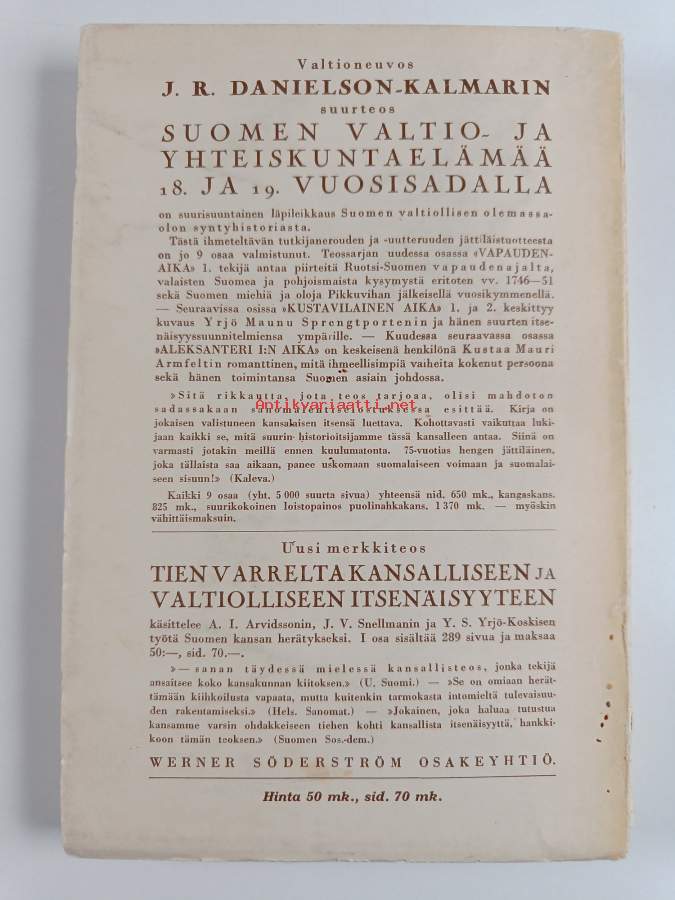 Valtioneuvos
J. R. DANIELSON-KALMARIN
suurteos
SUOMEN VALTIO- JA
YHTEISKUNTAELÄMÄÄ
18. JA 19. VUOSISADALLA
on suurisuuntainen läpileikkaus Suomen valtiollisen olemassa-
olon syntyhistoriasta.
Tästä ihmeteltävän tutkijanerouden ja -uutteruuden jättiläistuotteesta
on jo 9 osaa valmistunut. Teossarjan uudessa osassa «VAPAUDEN-
AIKA» 1. tekijä antaa piirteitä Ruotsi-Suomen vapaudenajalta,
valaisten Suomea ja pohjoismaista kysymystä eritoten vv. 1746—51
sekä Suomen miehiä ja oloja Pikkuvihan jälkeisellä vuosikymmenellä.
— Seuraavissa osissa »KUSTAVILAINEN AIKA» 1. ja 2. keskittyy
kuvaus Yrjö Maunu Sprengtportenin ja hänen suurten itse-
näisyyssuunnitelmiensa ympärille. — Kuudessa seuraavassa osassa
»ALEKSANTERI I:N AIKA» on keskeisenä henkilönä Kustaa Mauri
Armfeltin romanttinen, mitä ihmeellisimpiä vaiheita kokenut persoona
sekä hänen toimintansa Suomen asiain johdossa.
»Sitä rikkautta, jota teos tarjoaa, olisi mahdoton
sadassakaan sanomalehtiselostuksessa esittää. Kirja on
Antikvariaatti.net
jokaisen valistuneen kansalaisen itsensä luettava. Kohottavasti vaikuttaa luki-
jaan kaikki se, mitä suurin historioitsijamme tässä kansalleen antaa. Siinä on
varmasti jotakin meillä ennen kuulumatonta. 75-vuotias hengen jättiläinen,
joka tällaista saa aikaan, panee uskomaan suomalaiseen voimaan ja suomalai-
seen sisuun!» (Kaleva.)
Kaikki 9 osaa (yht. 5 000 suurta sivua) yhteensä nid. 650 mk., kangaskans.
825 mk., suurikokoinen loistopainos puolinahkakans. 1 370 mk. — myöskin
vähittäismaksuin.
Uusi merkkiteos
TIEN VARRELTA KANSALLISEEN JA
VALTIOLLISEEN ITSENÄISYYTEEN
käsittelee A. I. Arvidssonin, J. V. Snellmanin ja Y. S. Yrjö-Koskisen
työtä Suomen kansan herätykseksi. I osa sisältää 289 sivua ja maksaa
50:—, sid. 70.—.
»— sanan täydessä mielessä kansallisteos, jonka tekijä
ansaitsee koko kansakunnan kiitoksen.» (U. Suomi.) — »Se on omiaan herät-
tämään kiihkoilusta vapaata, mutta kuitenkin tarmokasta intomieltä tulevaisuu-
den rakentamiseksi.» (Hels. Sanomat.) — »Jokainen, joka haluaa tutustua
kansamme varsin ohdakkeiseen tiehen kohti kansallista itsenäisyyttä, hankki-
koon tämän teoksen.» (Suomen Sos.-dem.)
WERNER SÖDERSTRÖM OSAKEYHTIÖ.
Hinta 50 mk., sid. 70 mk.